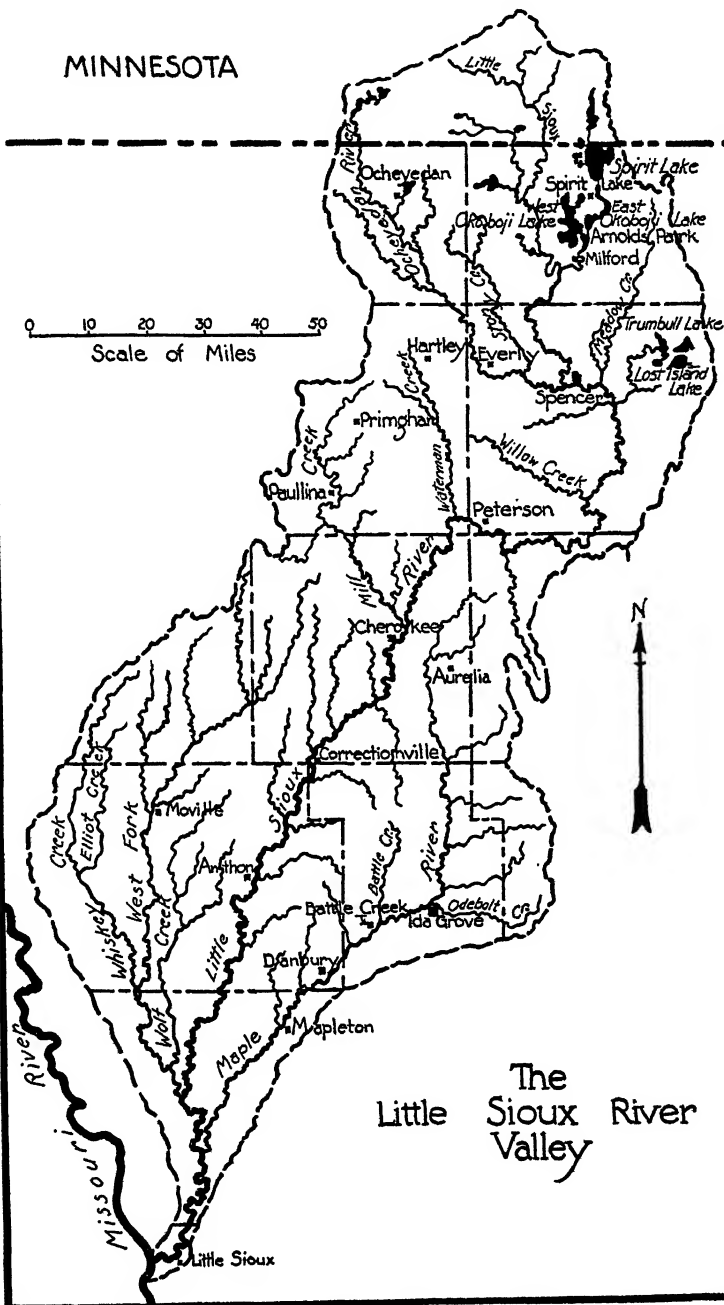 MINNESOTA
Little
Sioux
River
Ocheyedan
Spirit Lake
Spirit Lake
West
Okoboji Lake
East
Okoboji Lake
Arnolds Park
Milford
Ocheyedan
Stony Cr.
Meadow Cr.
Trumbull Lake
0 10 20 30 40 50
Scale of Miles
Hartley
Everly
Lost Island
Lake
Spencer
Creek
Primghar
Creek
Waterman
Willow Creek
Paullina
Peterson
River
Mill
N
Cherokee
Aurelia
Correctionville
Sioux
Creek
Elliot Creek
Moville
West Fork
Anthon
Battle Cr.
River
Battle Creek
Ida Grove
Odebolt Cr.
Whiskey
Creek
Little
Danbury
Wolf
Mapleton
Maple
River
Missouri
The
Little Sioux River
Valley
Little Sioux